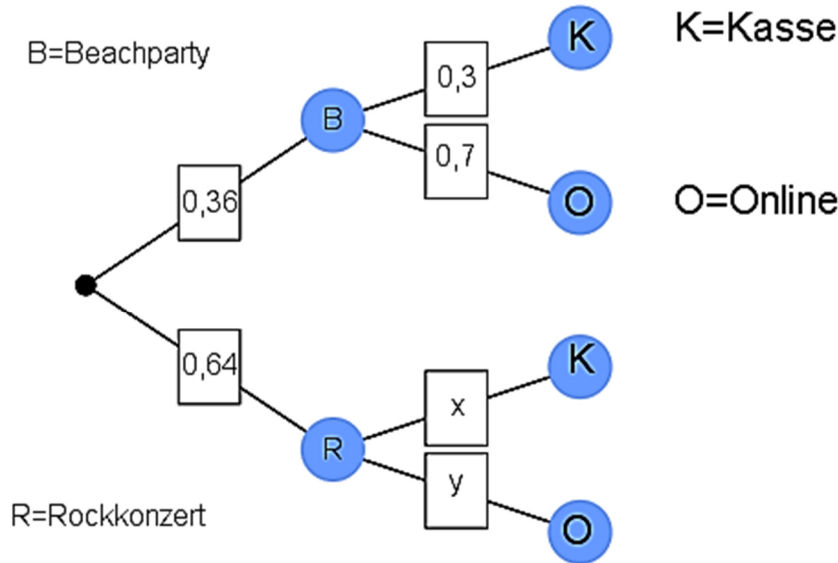 K
K=Kasse
B=Beachparty
0,3
B
0,7
0,36
O
O=Online
0,64
K
x
R
y
R=Rockkonzert
O